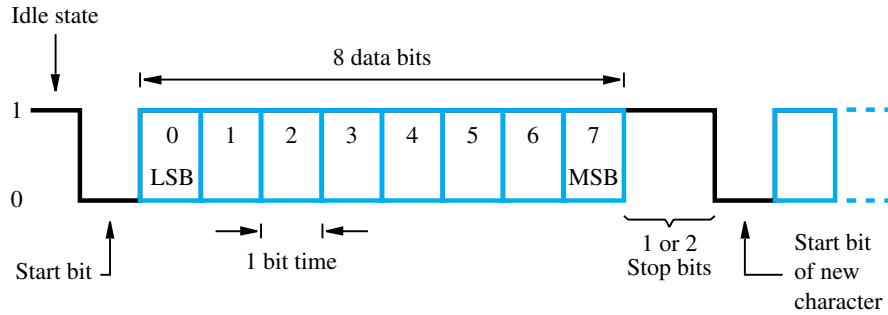 Idle state
8 data bits
1
0 1 2 3 4 5 6 7
LSB MSB
0
Start bit
1 bit time
1 or 2
Stop bits
Start bit
of new
character